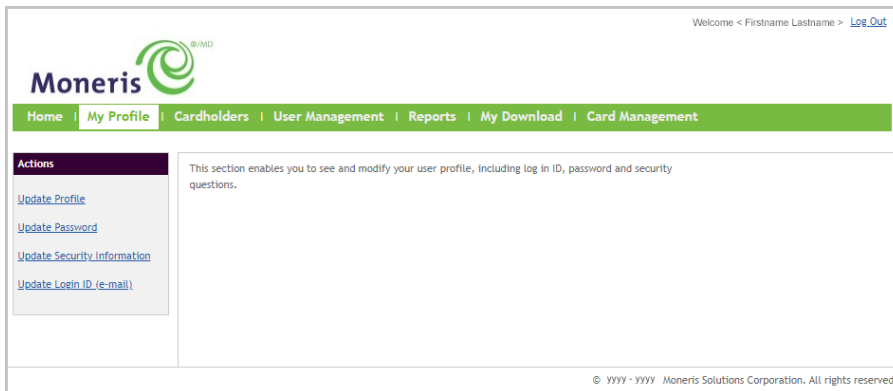 Welcome < Firstname Lastname > Log Out
®/MD
Moneris
Home | My Profile | Cardholders | User Management | Reports | My Download | Card Management
Actions
Update Profile
Update Password
Update Security Information
Update Login ID (e-mail)
This section enables you to see and modify your user profile, including log in ID, password and security
questions.
© yyyy - yyyy Moneris Solutions Corporation. All rights reserved